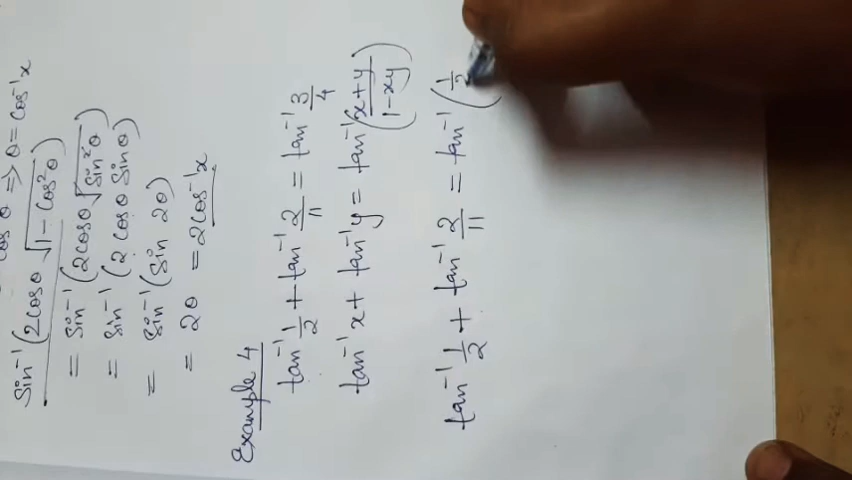 cos θ ⇒ θ = cos⁻¹x
sin⁻¹(2cosθ √(1-cos²θ))
= sin⁻¹(2cosθ √(sin²θ))
= sin⁻¹(2 cosθ sinθ)
= sin⁻¹(sin 2θ)
= 2θ = 2cos⁻¹x
Example 4
tan⁻¹ 1/2 + tan⁻¹ 2/11 = tan⁻¹ 3/4
tan⁻¹x + tan⁻¹y = tan⁻¹((x+y)/(1-xy))
tan⁻¹ 1/2 + tan⁻¹ 2/11 = tan⁻¹(1/2